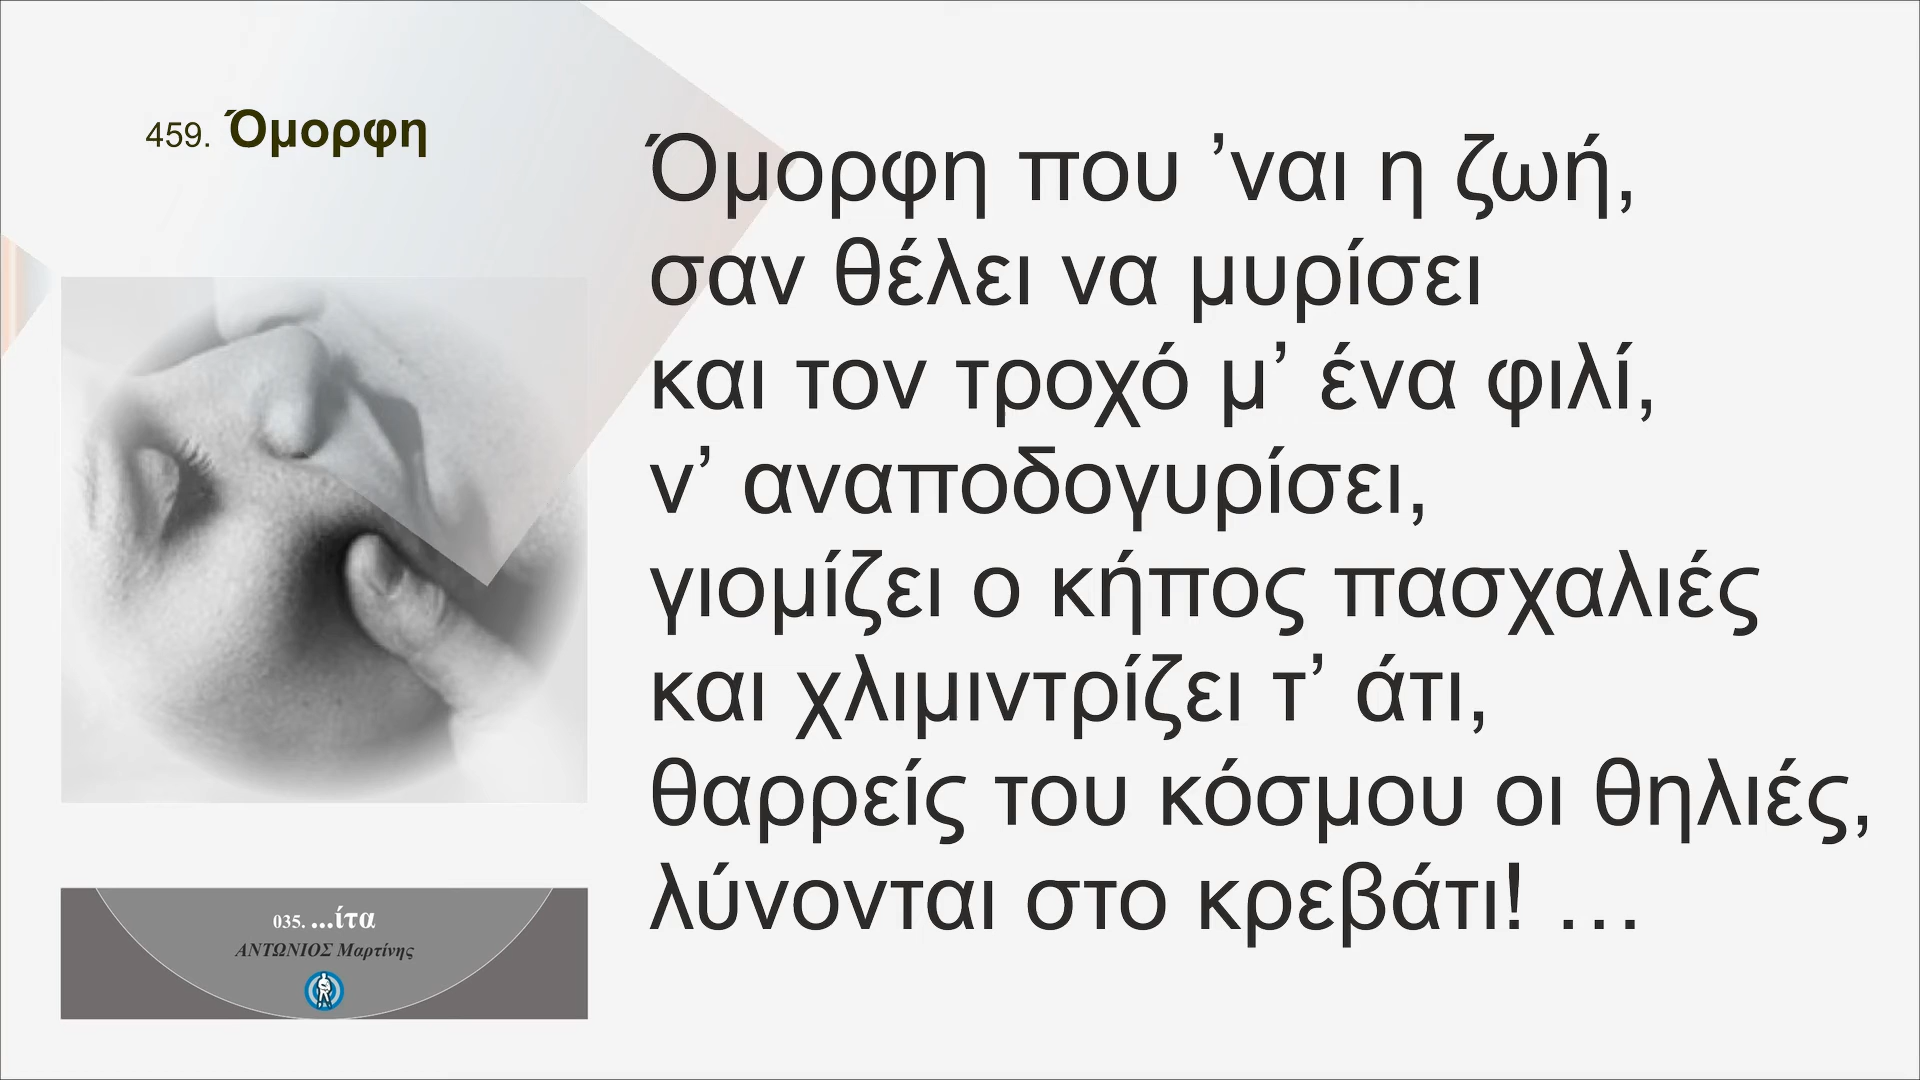 459. Όμορφη
Όμορφη που ’ναι η ζωή,
σαν θέλει να μυρίσει
και τον τροχό μ’ ένα φιλί,
ν’ αναποδογυρίσει,
γιομίζει ο κήπος πασχαλιές
και χλιμιντρίζει τ’ άτι,
θαρρείς του κόσμου οι θηλιές,
λύνονται στο κρεβάτι! …
035. ...ίτα
ΑΝΤΩΝΙΟΣ Μαρτίνης